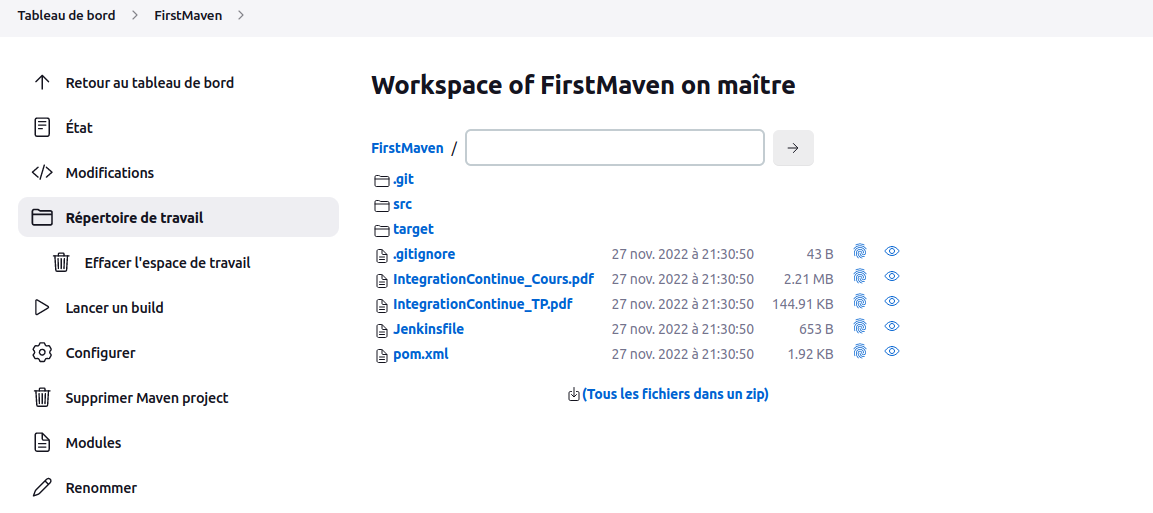 Tableau de bord > FirstMaven >
Retour au tableau de bord
État
Modifications
Répertoire de travail
Effacer l'espace de travail
Lancer un build
Configurer
Supprimer Maven project
Modules
Renommer
Workspace of FirstMaven on maître
FirstMaven /
.git
src
target
.gitignore 27 nov. 2022 à 21:30:50 43 B
IntegrationContinue_Cours.pdf 27 nov. 2022 à 21:30:50 2.21 MB
IntegrationContinue_TP.pdf 27 nov. 2022 à 21:30:50 144.91 KB
Jenkinsfile 27 nov. 2022 à 21:30:50 653 B
pom.xml 27 nov. 2022 à 21:30:50 1.92 KB
(Tous les fichiers dans un zip)